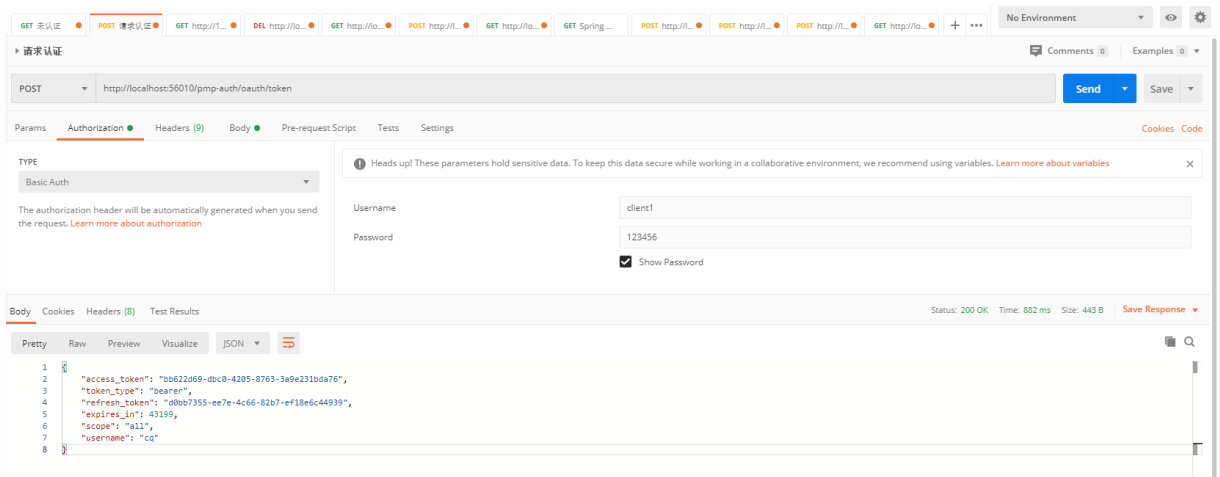 GET 未认证 POST 请求认证 GET http://1... DEL http://lo... GET http://lo... POST http://l... GET http://lo... GET Spring ... POST http://l... POST http://l... POST http://l... GET http://lo... + ••• No Environment
请求认证 Comments 0 Examples 0
POST http://localhost:56010/pmp-auth/oauth/token Send Save
Params Authorization Headers (9) Body Pre-request Script Tests Settings Cookies Code
TYPE
Basic Auth
The authorization header will be automatically generated when you send
the request. Learn more about authorization
Heads up! These parameters hold sensitive data. To keep this data secure while working in a collaborative environment, we recommend using variables. Learn more about variables
Username client1
Password 123456
Show Password
Body Cookies Headers (8) Test Results Status: 200 OK Time: 882 ms Size: 443 B Save Response
Pretty Raw Preview Visualize JSON
1 {
2 "access_token": "bb622d69-dbc0-4205-8763-3a9e231bda76",
3 "token_type": "bearer",
4 "refresh_token": "d0bb7355-ee7e-4c66-82b7-ef18e6c44939",
5 "expires_in": 43199,
6 "scope": "all",
7 "username": "cq"
8 }